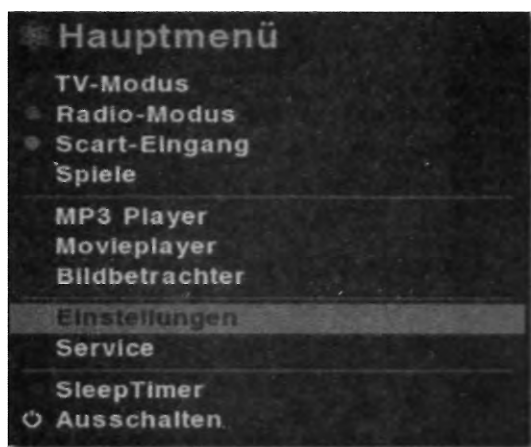 Hauptmenü
TV-Modus
Radio-Modus
Scart-Eingang
Spiele
MP3 Player
Movieplayer
Bildbetrachter
Einstellungen
Service
SleepTimer
Ausschalten